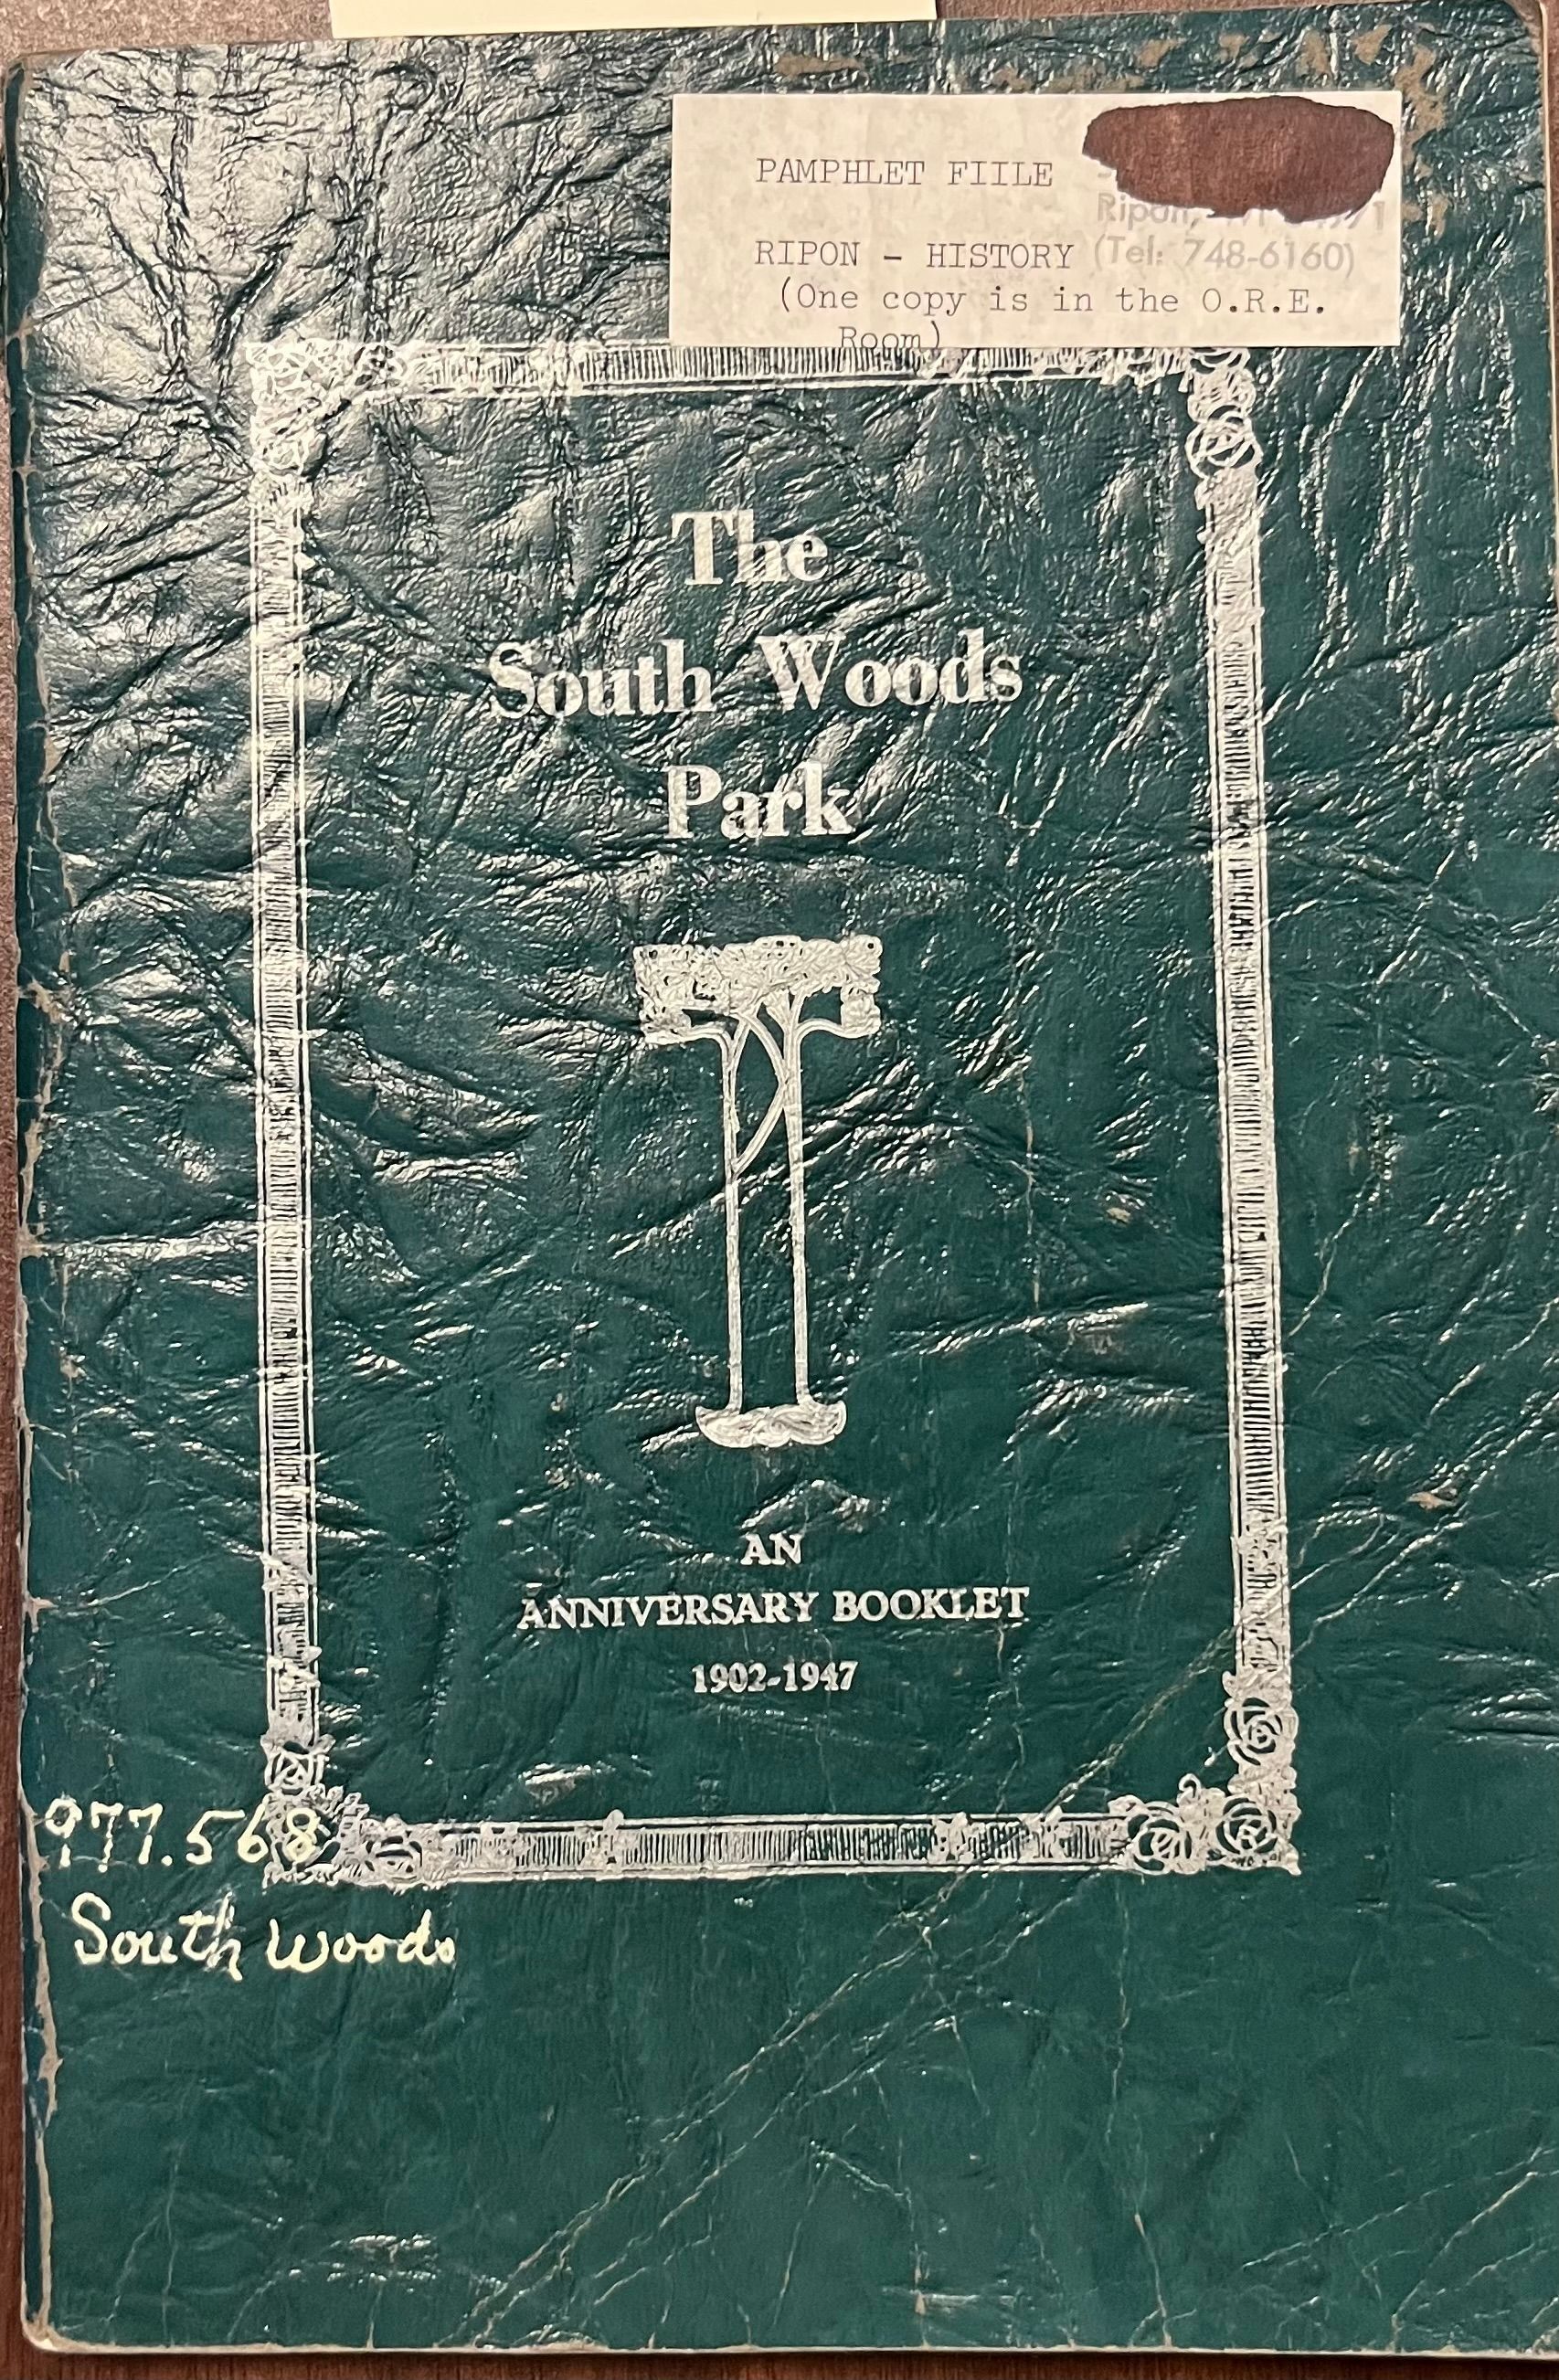 PAMPHLET FIILE
Ripon,
RIPON - HISTORY (Tel: 748-6160)
(One copy is in the O.R.E.
Room)
The
South Woods
Park
AN
ANNIVERSARY BOOKLET
1902-1947
977.568
South Woods